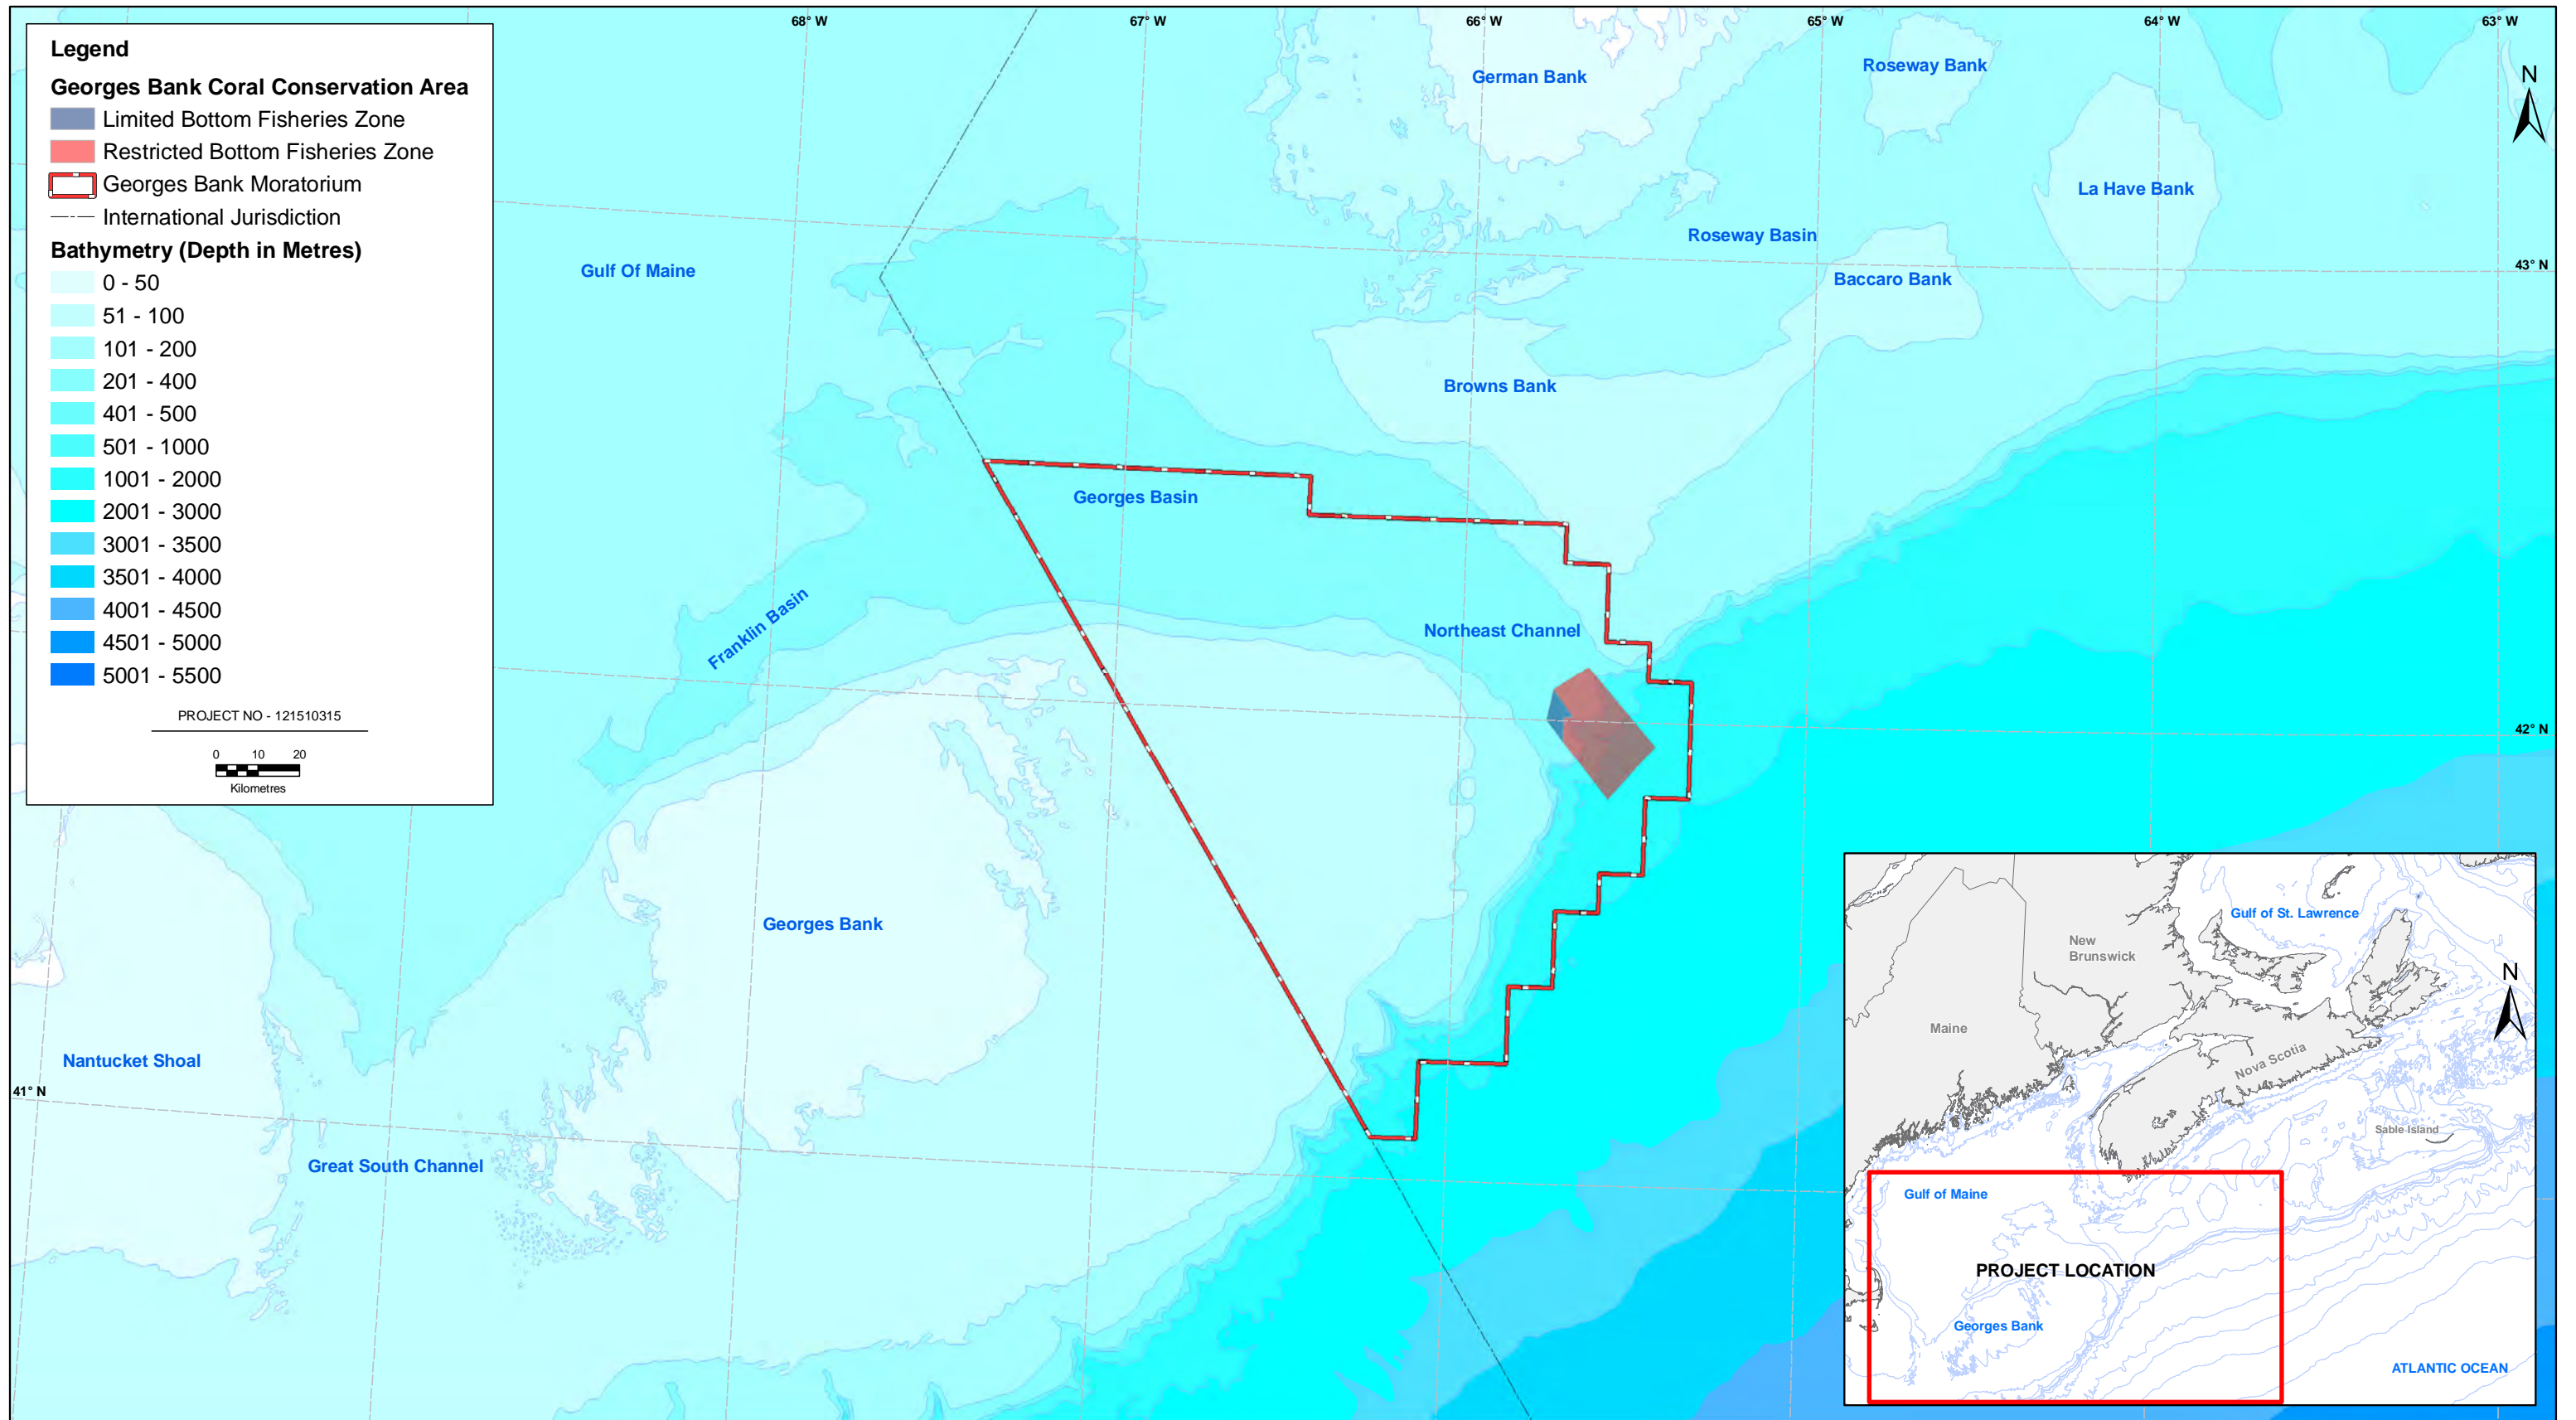 68° W
67° W
66° W
65° W
64° W
63° W
Legend
Georges Bank Coral Conservation Area
Limited Bottom Fisheries Zone
Restricted Bottom Fisheries Zone
Georges Bank Moratorium
International Jurisdiction
Bathymetry (Depth in Metres)
0 - 50
51 - 100
101 - 200
201 - 400
401 - 500
501 - 1000
1001 - 2000
2001 - 3000
3001 - 3500
3501 - 4000
4001 - 4500
4501 - 5000
5001 - 5500
PROJECT NO - 121510315
0 10 20
Kilometres
German Bank
Roseway Bank
N
La Have Bank
Roseway Basin
Gulf Of Maine
43° N
Baccaro Bank
Browns Bank
Georges Basin
Franklin Basin
Northeast Channel
42° N
Georges Bank
Nantucket Shoal
41° N
Great South Channel
Gulf of St. Lawrence
New
Brunswick
N
Maine
Nova Scotia
Sable Island
Gulf of Maine
PROJECT LOCATION
Georges Bank
ATLANTIC OCEAN